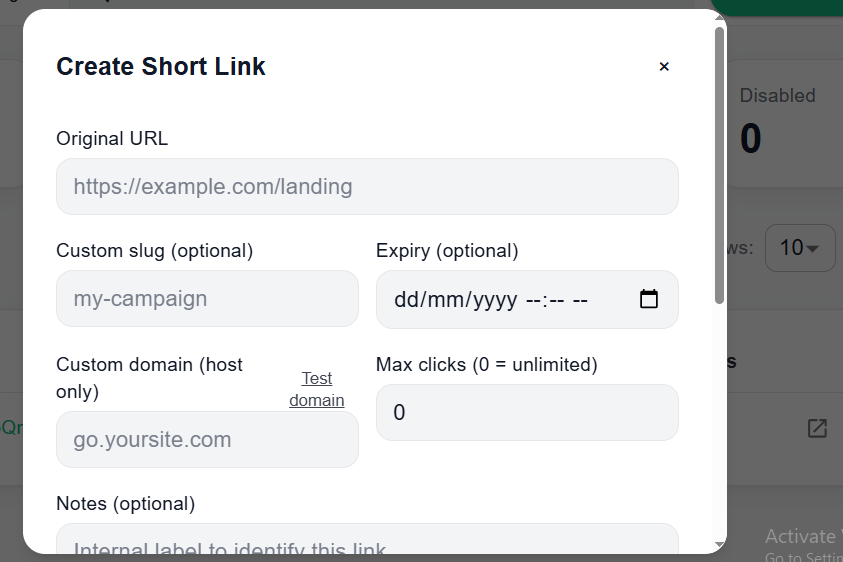 Create Short Link
×
Disabled
0
Original URL
https://example.com/landing
Custom slug (optional)
Expiry (optional)
my-campaign
dd/mm/yyyy --:-- --
ws:
10
Custom domain (host only)
Test domain
Max clicks (0 = unlimited)
go.yoursite.com
0
s
Qr
Notes (optional)
Internal label to identify this link
Activate
Go to Settin